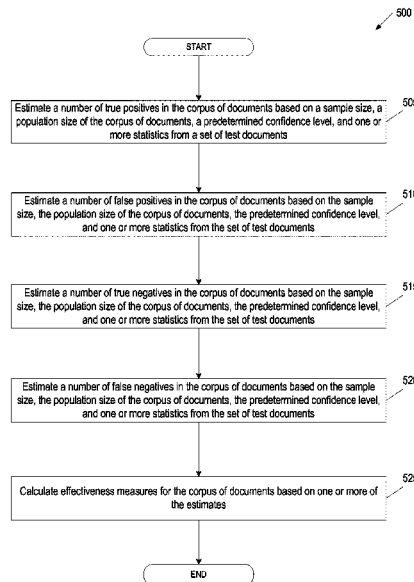 500
START
Estimate a number of true positives in the corpus of documents based on a sample size, a
population size of the corpus of documents, a predetermined confidence level, and one or
more statistics from a set of test documents
505
Estimate a number of false positives in the corpus of documents based on the sample
size, the population size of the corpus of documents, the predetermined confidence level,
and one or more statistics from the set of test documents
510
Estimate a number of true negatives in the corpus of documents based on the sample
size, the population size of the corpus of documents, the predetermined confidence level,
and one or more statistics from the set of test documents
515
Estimate a number of false negatives in the corpus of documents based on the sample
size, the population size of the corpus of documents, the predetermined confidence level,
and one or more statistics from the set of test documents
520
Calculate effectiveness measures for the corpus of documents based on one or more of
the estimates
525
END